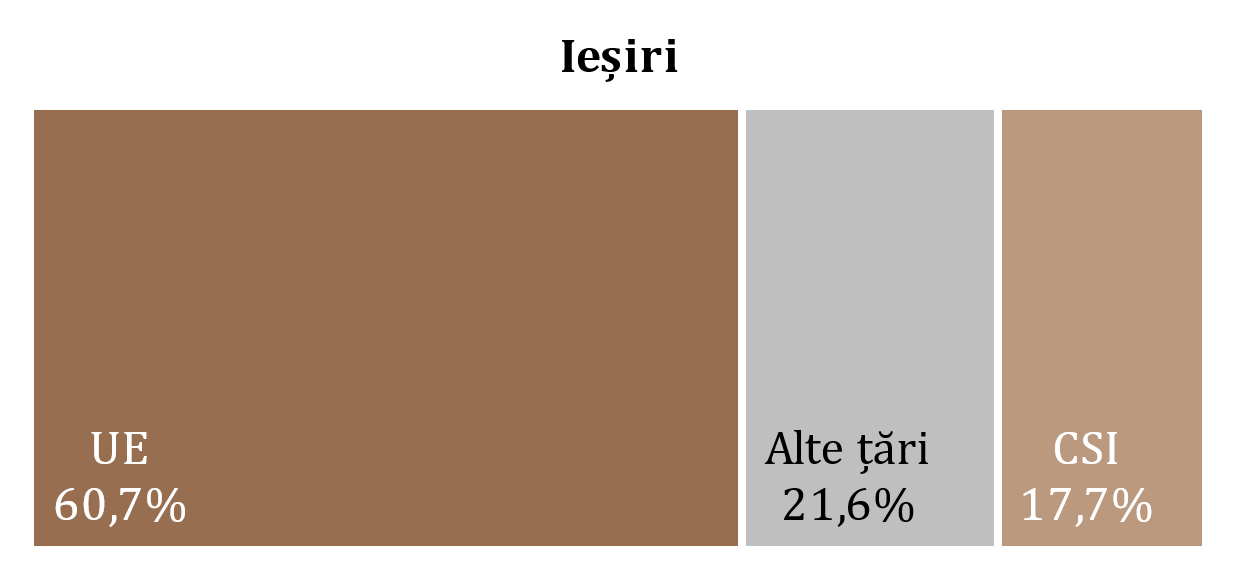 Ieșiri
UE
60,7%
Alte țări
21,6%
CSI
17,7%